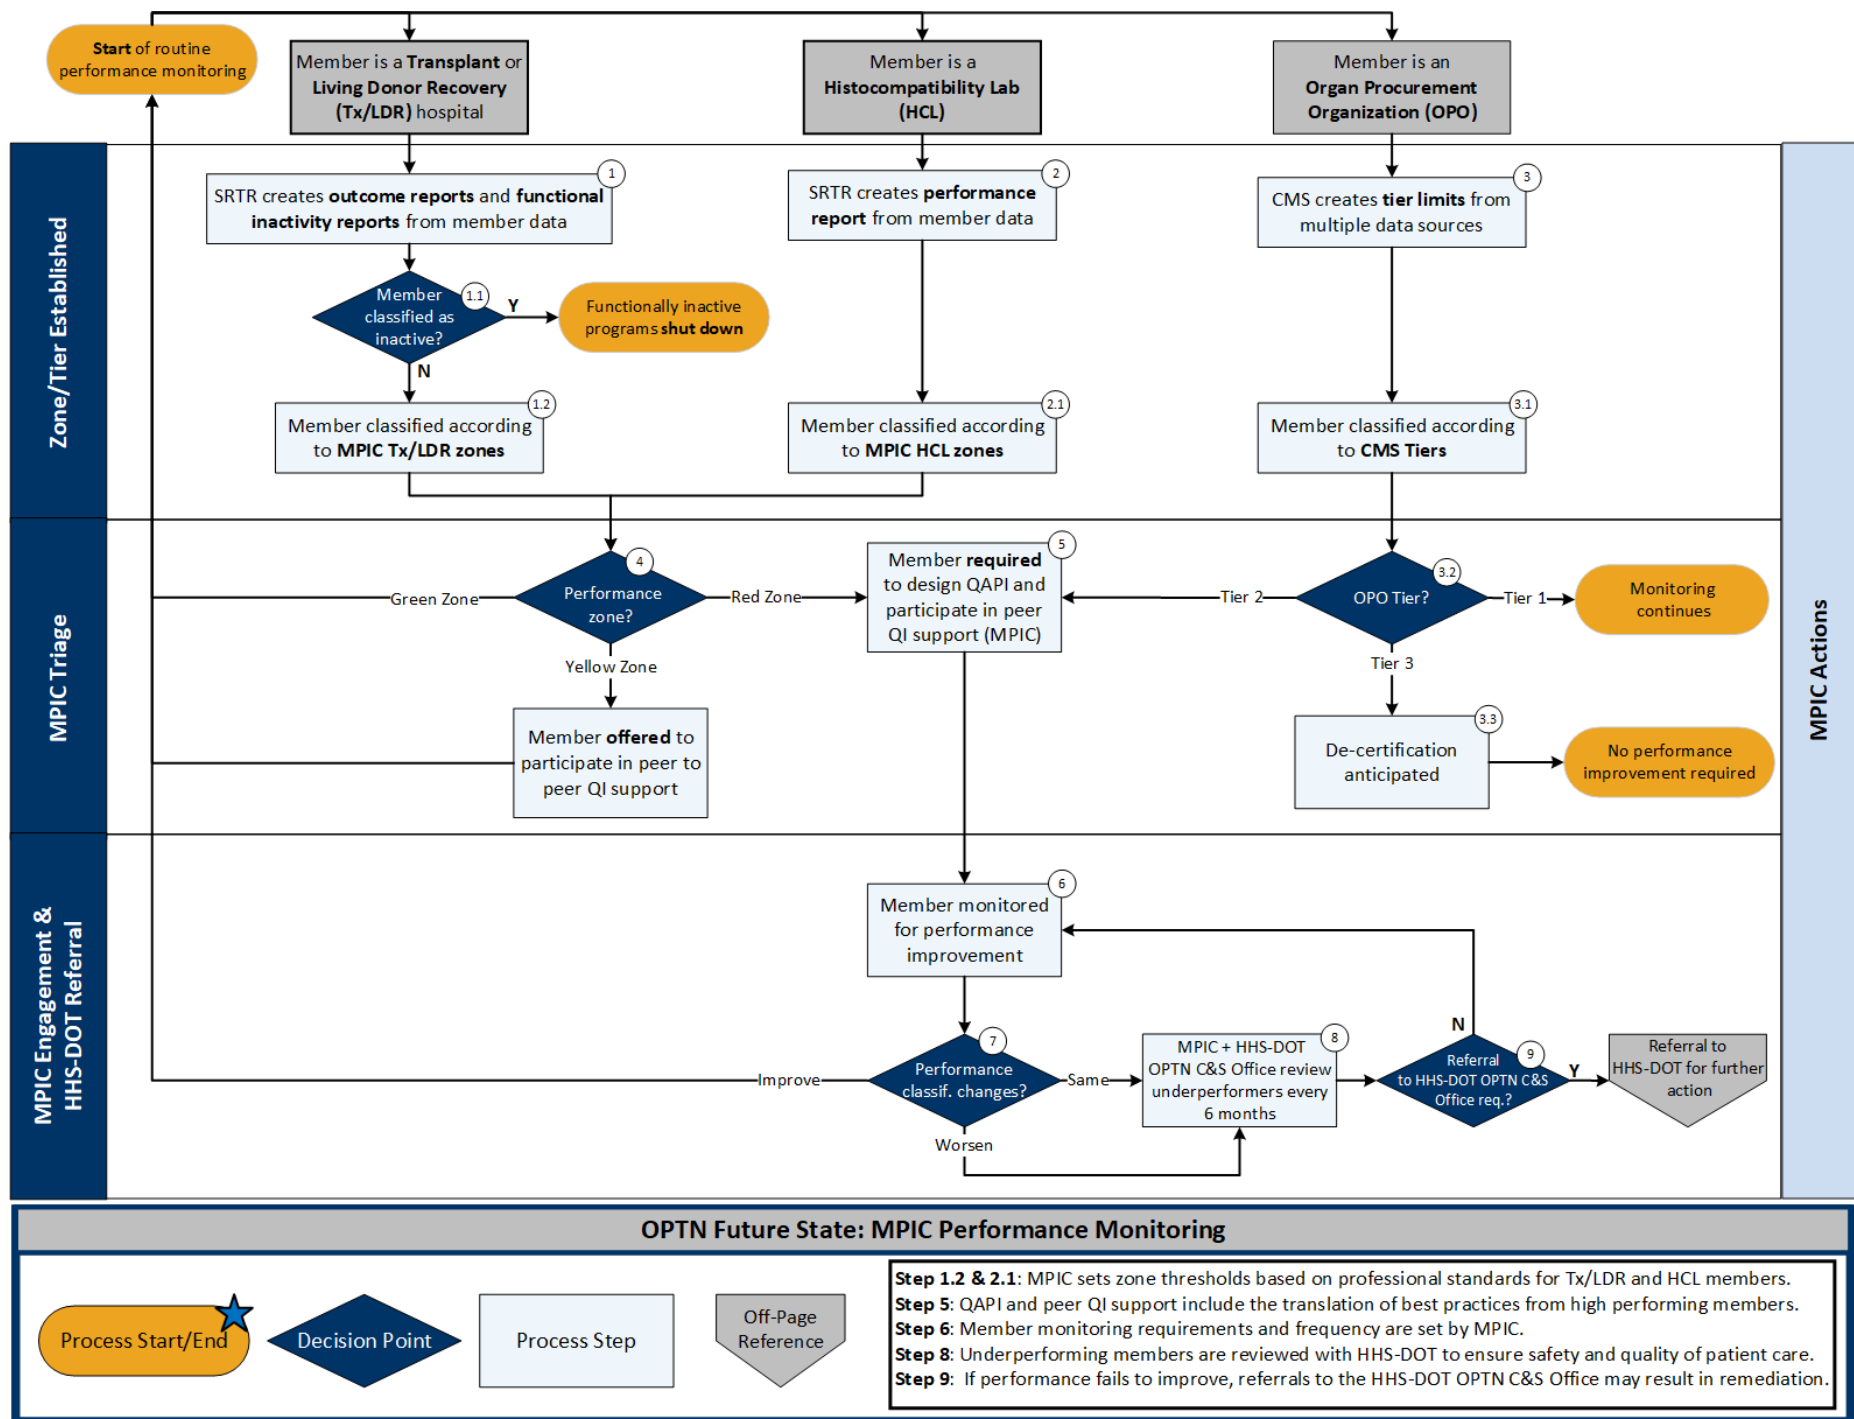 Start of routine
performance monitoring
Member is a Transplant or
Living Donor Recovery
(Tx/LDR) hospital
Member is a
Histocompatibility Lab
(HCL)
Member is an
Organ Procurement
Organization (OPO)
Zone/Tier Established
MPIC Actions
1
SRTR creates outcome reports and functional
inactivity reports from member data
2
SRTR creates performance
report from member data
3
CMS creates tier limits from
multiple data sources
1.1
Member
classified as
inactive?
Y
Functionally inactive
programs shut down
N
1.2
Member classified according
to MPIC Tx/LDR zones
2.1
Member classified according
to MPIC HCL zones
3.1
Member classified according
to CMS Tiers
MPIC Triage
4
Performance
zone?
Green Zone
Red Zone
Yellow Zone
5
Member required
to design QAPI and
participate in peer
QI support (MPIC)
3.2
OPO Tier?
Tier 2
Tier 1
Monitoring
continues
Tier 3
Member offered to
participate in peer to
peer QI support
3.3
De-certification
anticipated
No performance
improvement required
MPIC Engagement &
HHS-DOT Referral
6
Member monitored
for performance
improvement
7
Performance
classif. changes?
Improve
Same
Worsen
8
MPIC + HHS-DOT
OPTN C&S Office review
underperformers every
6 months
9
Referral
to HHS-DOT OPTN C&S
Office req.?
N
Y
Referral to
HHS-DOT for further
action
OPTN Future State: MPIC Performance Monitoring
Process Start/End
Decision Point
Process Step
Off-Page
Reference
Step 1.2 & 2.1: MPIC sets zone thresholds based on professional standards for Tx/LDR and HCL members.
Step 5: QAPI and peer QI support include the translation of best practices from high performing members.
Step 6: Member monitoring requirements and frequency are set by MPIC.
Step 8: Underperforming members are reviewed with HHS-DOT to ensure safety and quality of patient care.
Step 9: If performance fails to improve, referrals to the HHS-DOT OPTN C&S Office may result in remediation.